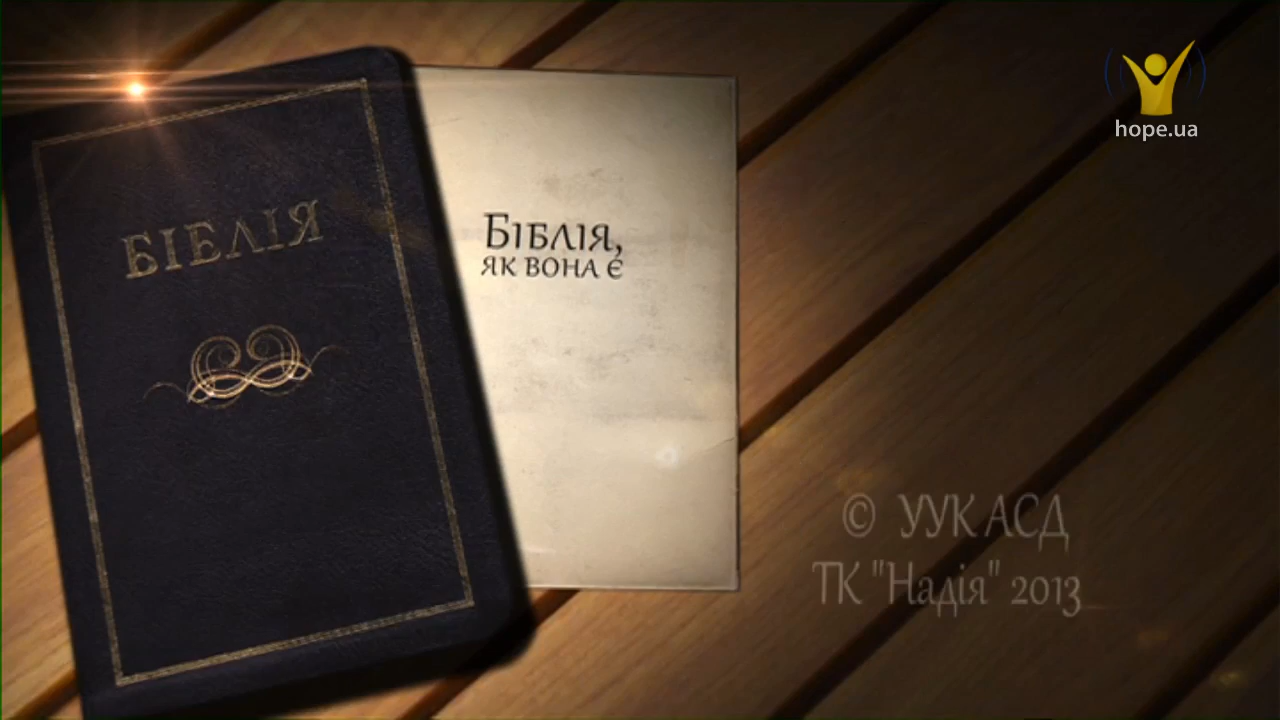 БІБЛІЯ
БІБЛІЯ,
ЯК ВОНА Є
hope.ua
© УУК АСД
ТК "Надія" 2013